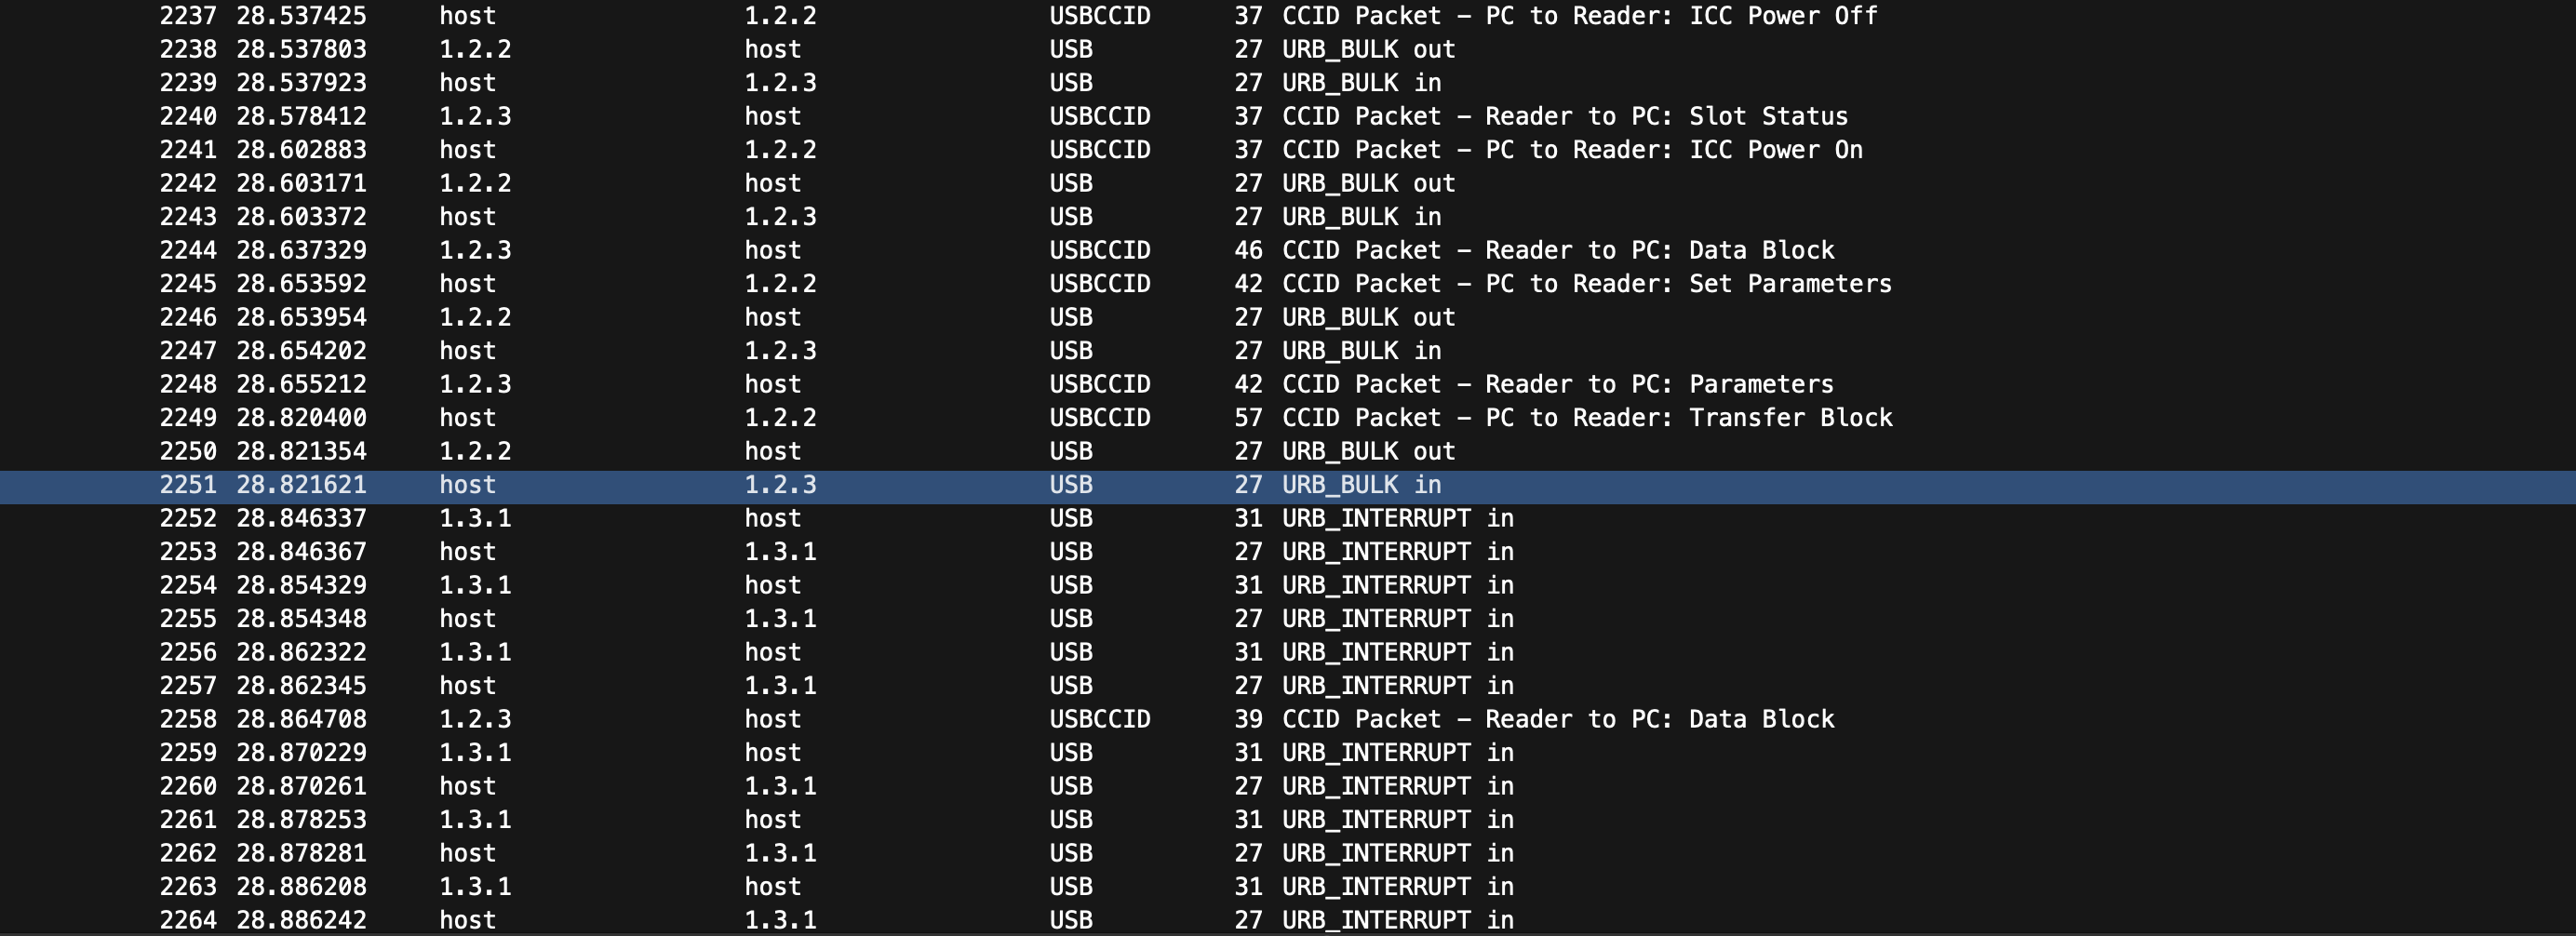 2237 28.537425 host 1.2.2 USBCCID 37 CCID Packet – PC to Reader: ICC Power Off
2238 28.537803 1.2.2 host USB 27 URB_BULK out
2239 28.537923 host 1.2.3 USB 27 URB_BULK in
2240 28.578412 1.2.3 host USBCCID 37 CCID Packet – Reader to PC: Slot Status
2241 28.602883 host 1.2.2 USBCCID 37 CCID Packet – PC to Reader: ICC Power On
2242 28.603171 1.2.2 host USB 27 URB_BULK out
2243 28.603372 host 1.2.3 USB 27 URB_BULK in
2244 28.637329 1.2.3 host USBCCID 46 CCID Packet – Reader to PC: Data Block
2245 28.653592 host 1.2.2 USBCCID 42 CCID Packet – PC to Reader: Set Parameters
2246 28.653954 1.2.2 host USB 27 URB_BULK out
2247 28.654202 host 1.2.3 USB 27 URB_BULK in
2248 28.655212 1.2.3 host USBCCID 42 CCID Packet – Reader to PC: Parameters
2249 28.820400 host 1.2.2 USBCCID 57 CCID Packet – PC to Reader: Transfer Block
2250 28.821354 1.2.2 host USB 27 URB_BULK out
2251 28.821621 host 1.2.3 USB 27 URB_BULK in
2252 28.846337 1.3.1 host USB 31 URB_INTERRUPT in
2253 28.846367 host 1.3.1 USB 27 URB_INTERRUPT in
2254 28.854329 1.3.1 host USB 31 URB_INTERRUPT in
2255 28.854348 host 1.3.1 USB 27 URB_INTERRUPT in
2256 28.862322 1.3.1 host USB 31 URB_INTERRUPT in
2257 28.862345 host 1.3.1 USB 27 URB_INTERRUPT in
2258 28.864708 1.2.3 host USBCCID 39 CCID Packet – Reader to PC: Data Block
2259 28.870229 1.3.1 host USB 31 URB_INTERRUPT in
2260 28.870261 host 1.3.1 USB 27 URB_INTERRUPT in
2261 28.878253 1.3.1 host USB 31 URB_INTERRUPT in
2262 28.878281 host 1.3.1 USB 27 URB_INTERRUPT in
2263 28.886208 1.3.1 host USB 31 URB_INTERRUPT in
2264 28.886242 host 1.3.1 USB 27 URB_INTERRUPT in